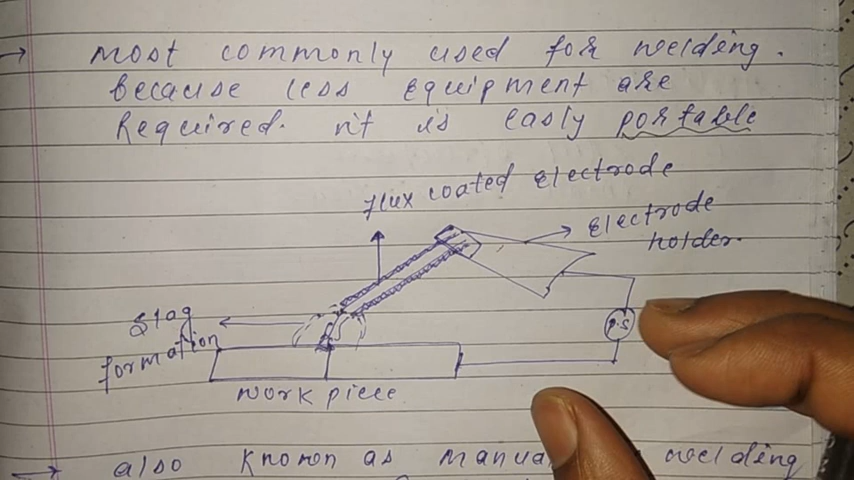 most commonly used for welding.
because less equipment are
Required. it is easly portable
flux coated Electrode
Electrode
holder.
Slag
formation
P.S
work piece
also known as manual welding